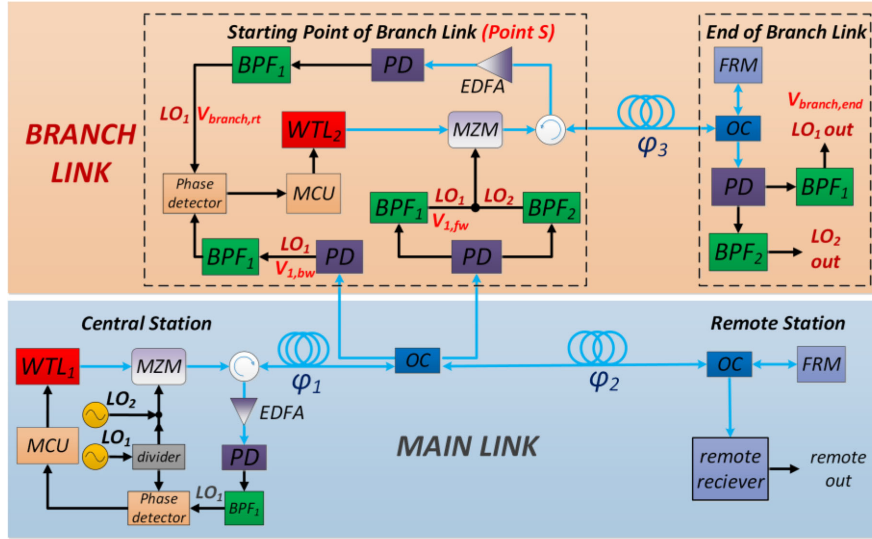 Starting Point of Branch Link (Point S)
End of Branch Link
BPF1
PD
EDFA
FRM
LO1
Vbranch,rt
WTL2
MZM
φ3
OC
Vbranch,end
LO1 out
BRANCH
LINK
Phase
detector
MCU
BPF1
LO1
LO2
BPF2
V1,fw
PD
BPF1
BPF1
LO1
V1,bw
PD
PD
BPF2
LO2
out
Central Station
Remote Station
WTL1
MZM
φ1
OC
φ2
OC
FRM
LO2
EDFA
MCU
LO1
divider
PD
MAIN LINK
remote
reciever
remote
out
Phase
detector
LO1
BPF1